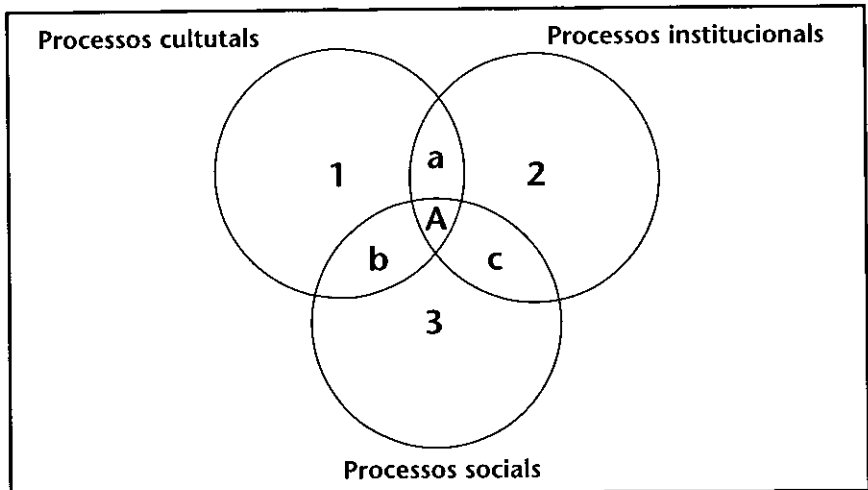 Processos cultutals
Processos institucionals
a
1
2
A
b
c
3
Processos socials